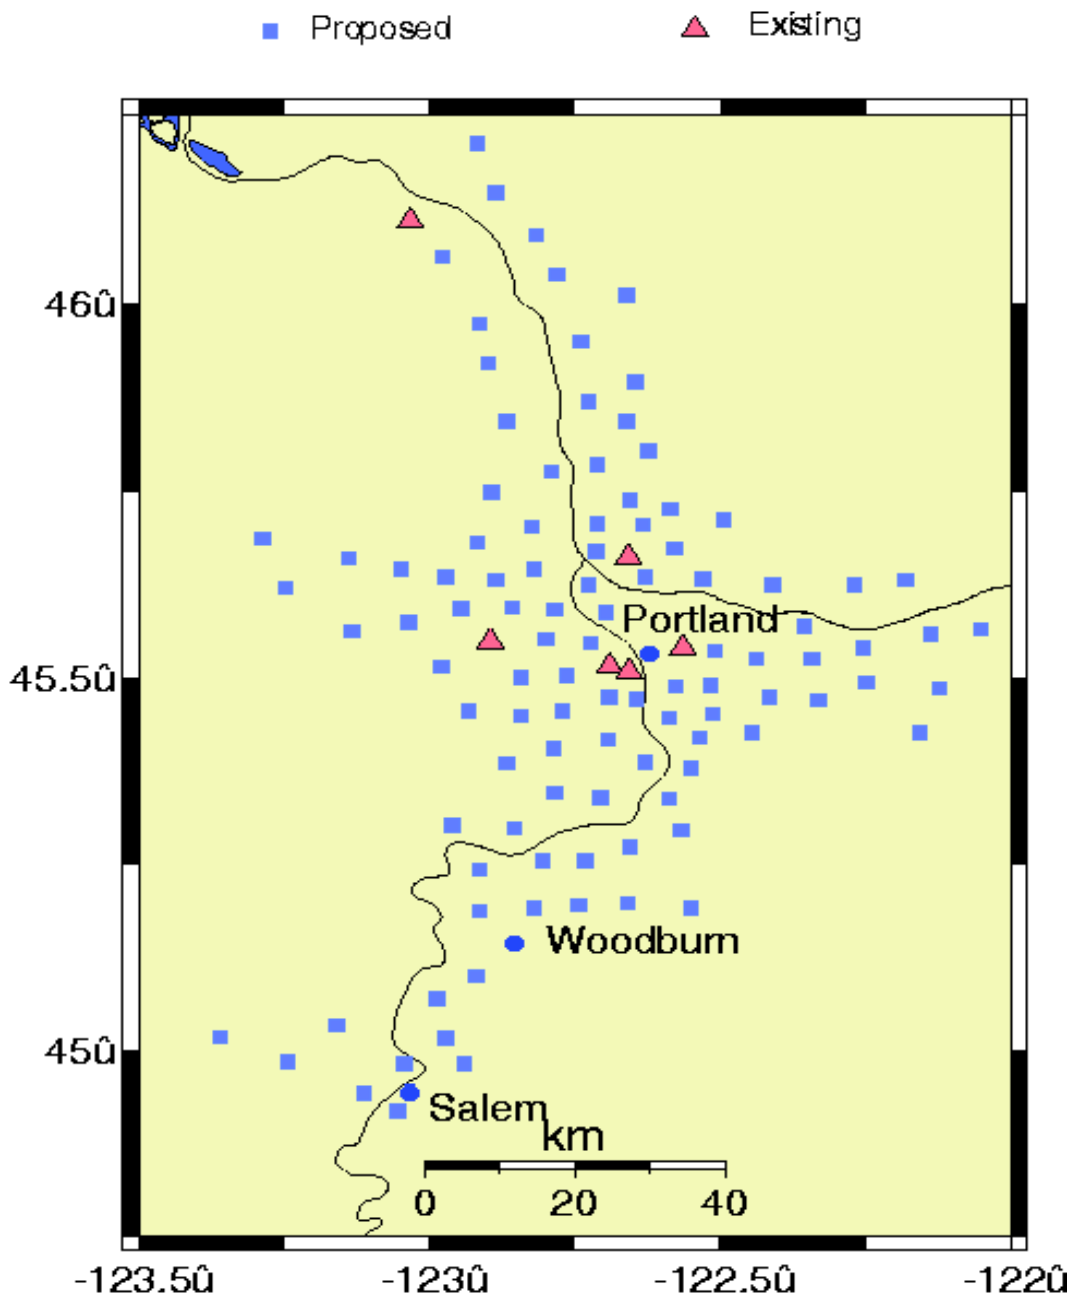 Proposed Existing
46û
Portland
45.5û
Woodburn
45û
Salem
km
0 20 40
-123.5û -123û -122.5û -122û